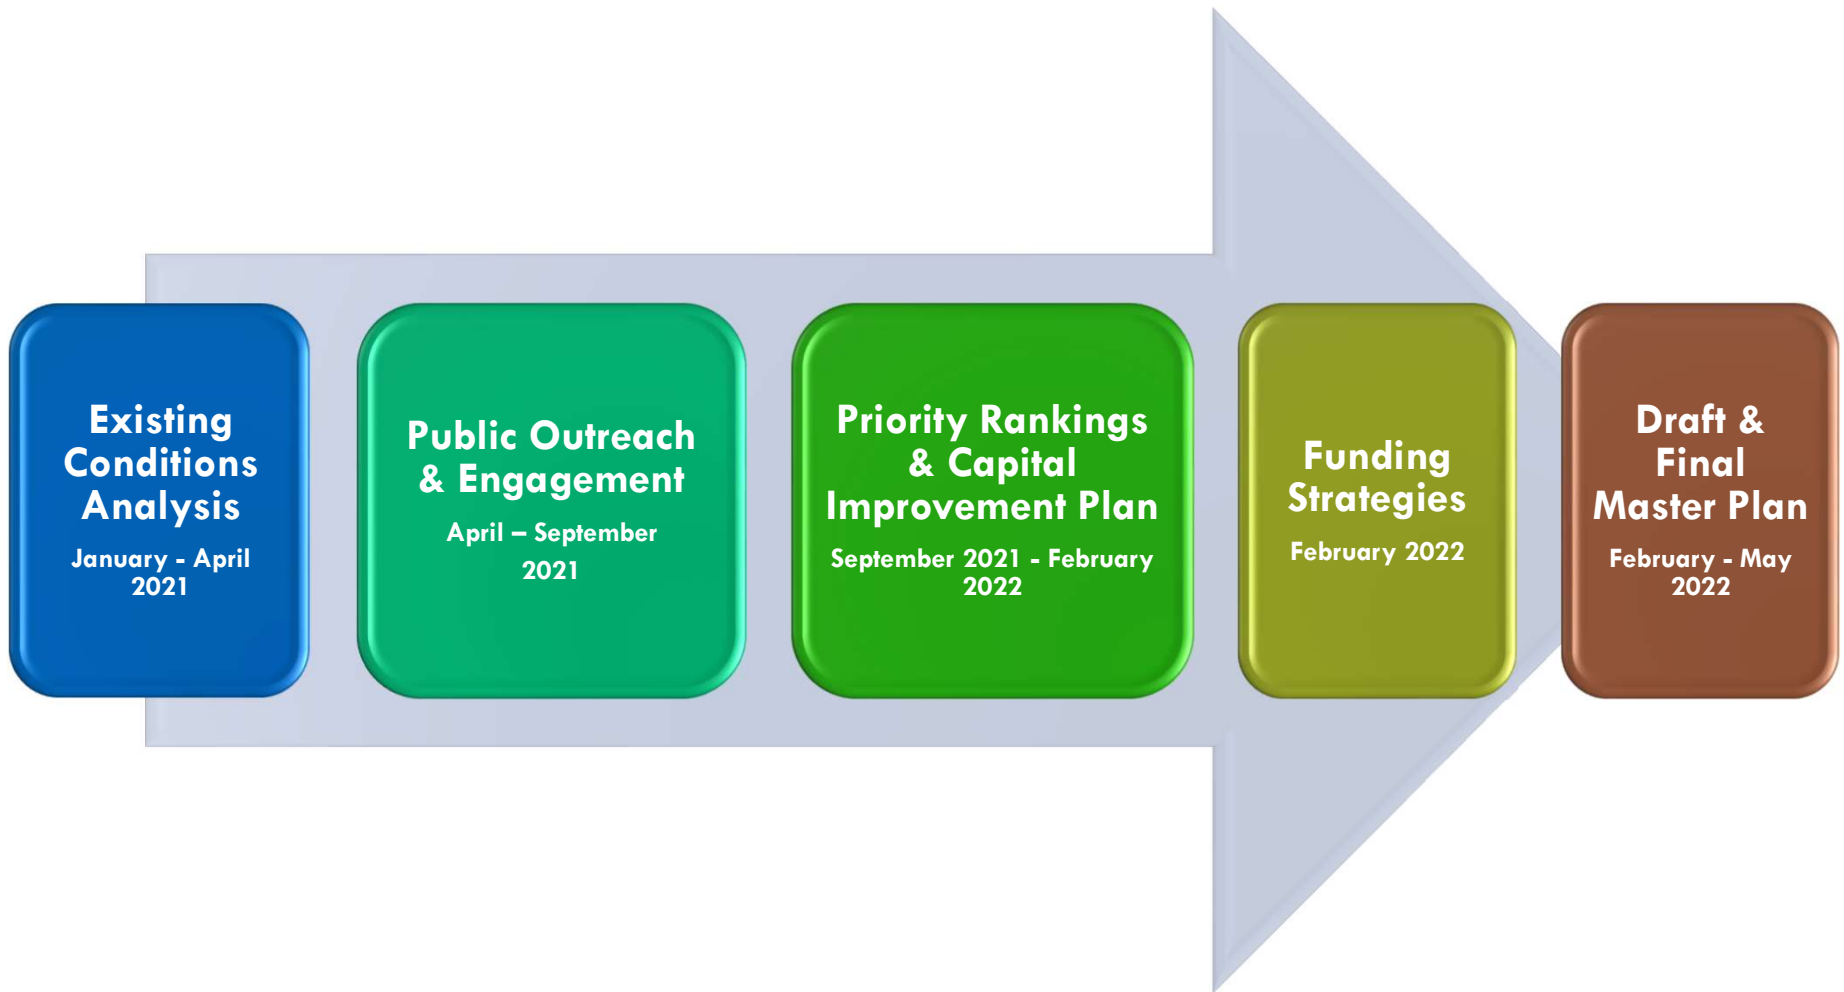 Existing
Conditions
Analysis
January - April
2021
Public Outreach
& Engagement
April – September
2021
Priority Rankings
& Capital
Improvement Plan
September 2021 - February
2022
Funding
Strategies
February 2022
Draft &
Final
Master Plan
February - May
2022